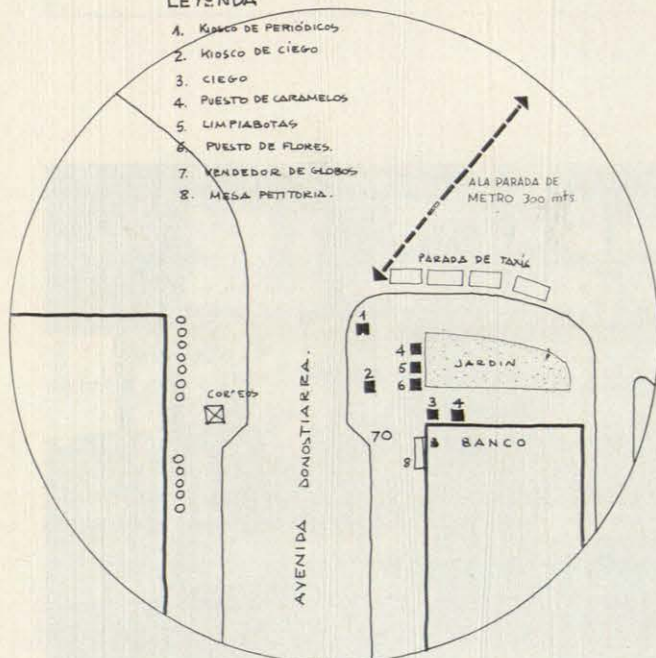 LEYENDA
1. KIOSCO DE PERIÓDICOS
2. KIOSCO DE CIEGO
3. CIEGO
4. PUESTO DE CARAMELOS
5. LIMPIABOTAS
6. PUESTO DE FLORES.
7. VENDEDOR DE GLOBOS
8. MESA PETITORIA.
A LA PARADA DE
METRO 300 mts
PARADA DE TAXIS
1
4
5
6
JARDIN
2
CORREOS
3 4
70
BANCO
8
AVENIDA DONOSTIARRA.